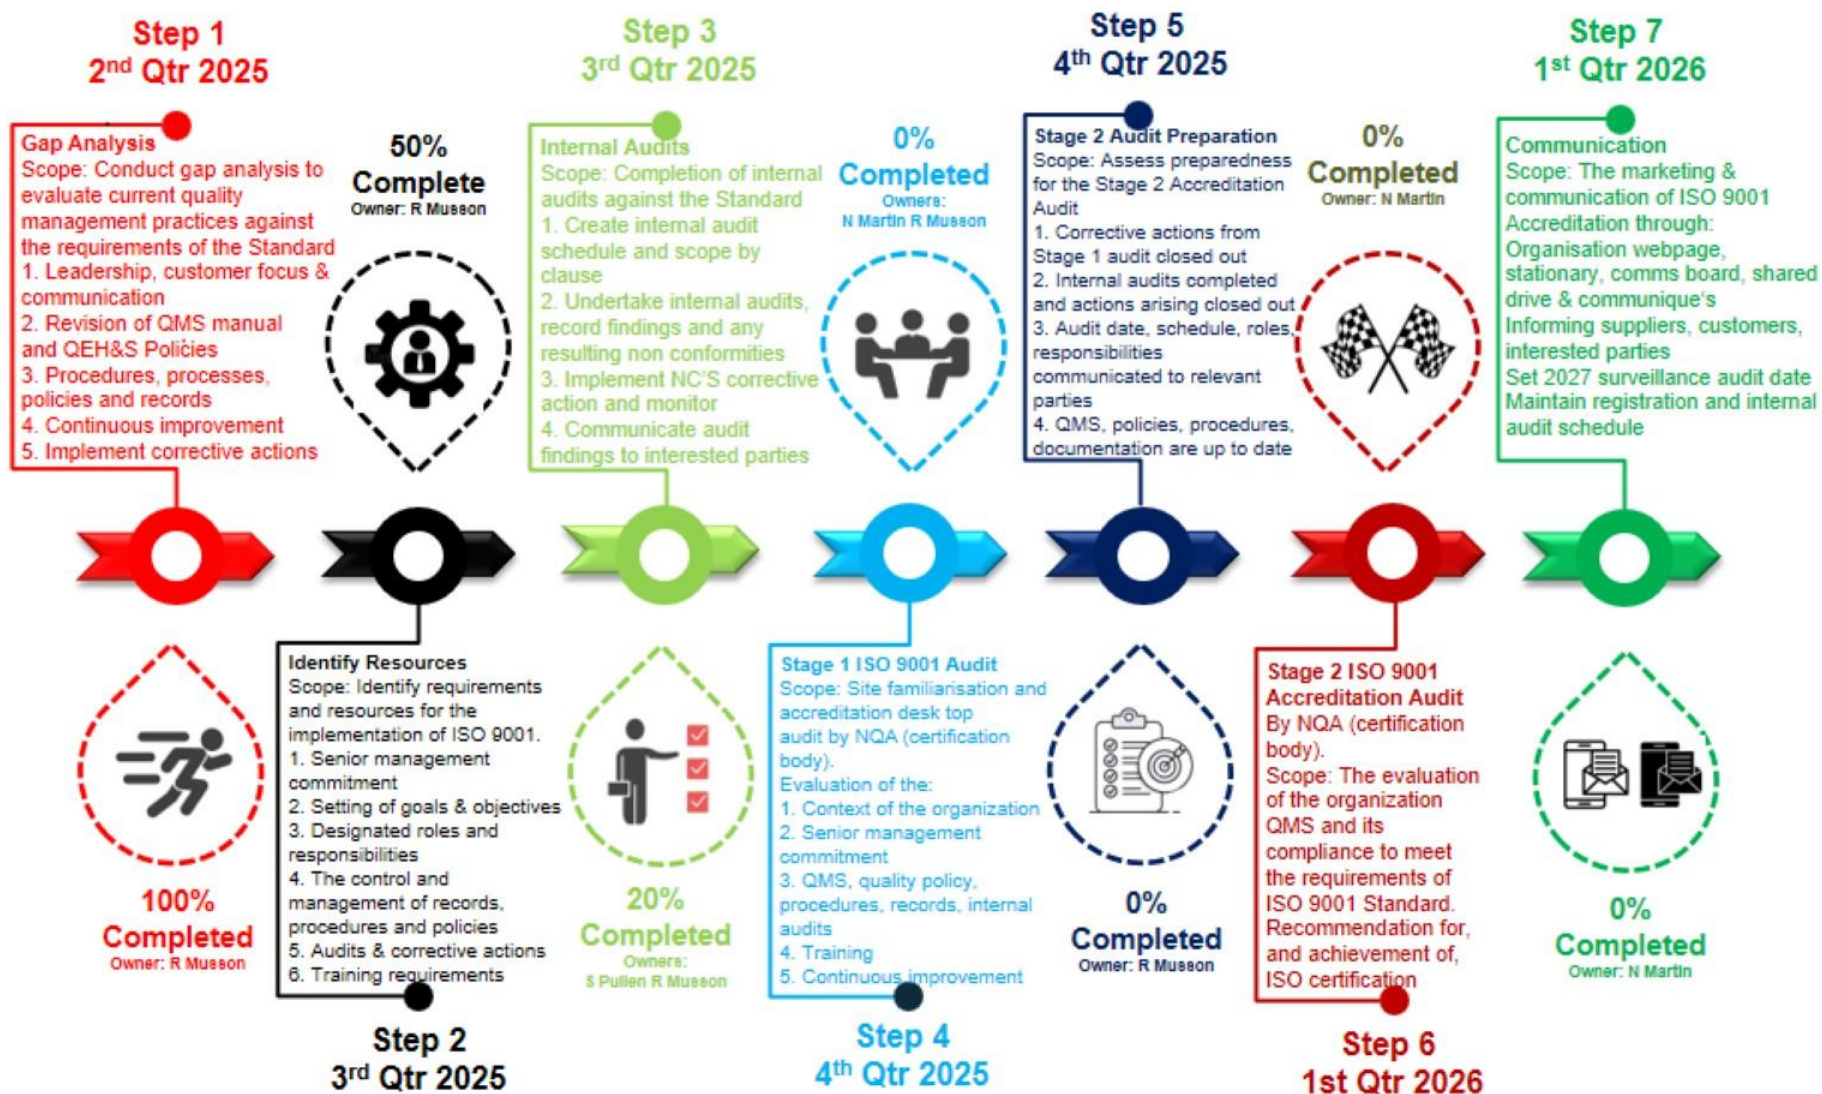 Step 1
2nd Qtr 2025
Gap Analysis
Scope: Conduct gap analysis to
evaluate current quality
management practices against
the requirements of the Standard
1. Leadership, customer focus &
communication
2. Revision of QMS manual
and QEH&S Policies
3. Procedures, processes,
policies and records
4. Continuous improvement
5. Implement corrective actions
100%
Completed
Owner: R Musson
50%
Complete
Owner: R Musson
Identify Resources
Scope: Identify requirements
and resources for the
implementation of ISO 9001.
1. Senior management
commitment
2. Setting of goals & objectives
3. Designated roles and
responsibilities
4. The control and
management of records,
procedures and policies
5. Audits & corrective actions
6. Training requirements
Step 2
3rd Qtr 2025
Step 3
3rd Qtr 2025
Internal Audits
Scope: Completion of internal
audits against the Standard
1. Create internal audit
schedule and scope by
clause
2. Undertake internal audits,
record findings and any
resulting non conformities
3. Implement NC'S corrective
action and monitor
4. Communicate audit
findings to interested parties
20%
Completed
Owners:
S Pullen R Musson
0%
Completed
Owners:
N Martin R Musson
Stage 1 ISO 9001 Audit
Scope: Site familiarisation and
accreditation desk top
audit by NQA (certification
body).
Evaluation of the:
1. Context of the organization
2. Senior management
commitment
3. QMS, quality policy,
procedures, records, internal
audits
4. Training
5. Continuous improvement
Step 4
4th Qtr 2025
Step 5
4th Qtr 2025
Stage 2 Audit Preparation
Scope: Assess preparedness
for the Stage 2 Accreditation
Audit
1. Corrective actions from
Stage 1 audit closed out
2. Internal audits completed
and actions arising closed out
3. Audit date, schedule, roles,
responsibilities
communicated to relevant
parties
4. QMS, policies, procedures,
documentation are up to date
0%
Completed
Owner: R Musson
0%
Completed
Owner: N Martin
Stage 2 ISO 9001
Accreditation Audit
By NQA (certification
body).
Scope: The evaluation
of the organization
QMS and its
compliance to meet
the requirements of
ISO 9001 Standard.
Recommendation for,
and achievement of,
ISO certification
Step 6
1st Qtr 2026
Step 7
1st Qtr 2026
Communication
Scope: The marketing &
communication of ISO 9001
Accreditation through:
Organisation webpage,
stationary, comms board, shared
drive & communique's
Informing suppliers, customers,
interested parties
Set 2027 surveillance audit date
Maintain registration and internal
audit schedule
0%
Completed
Owner: N Martin